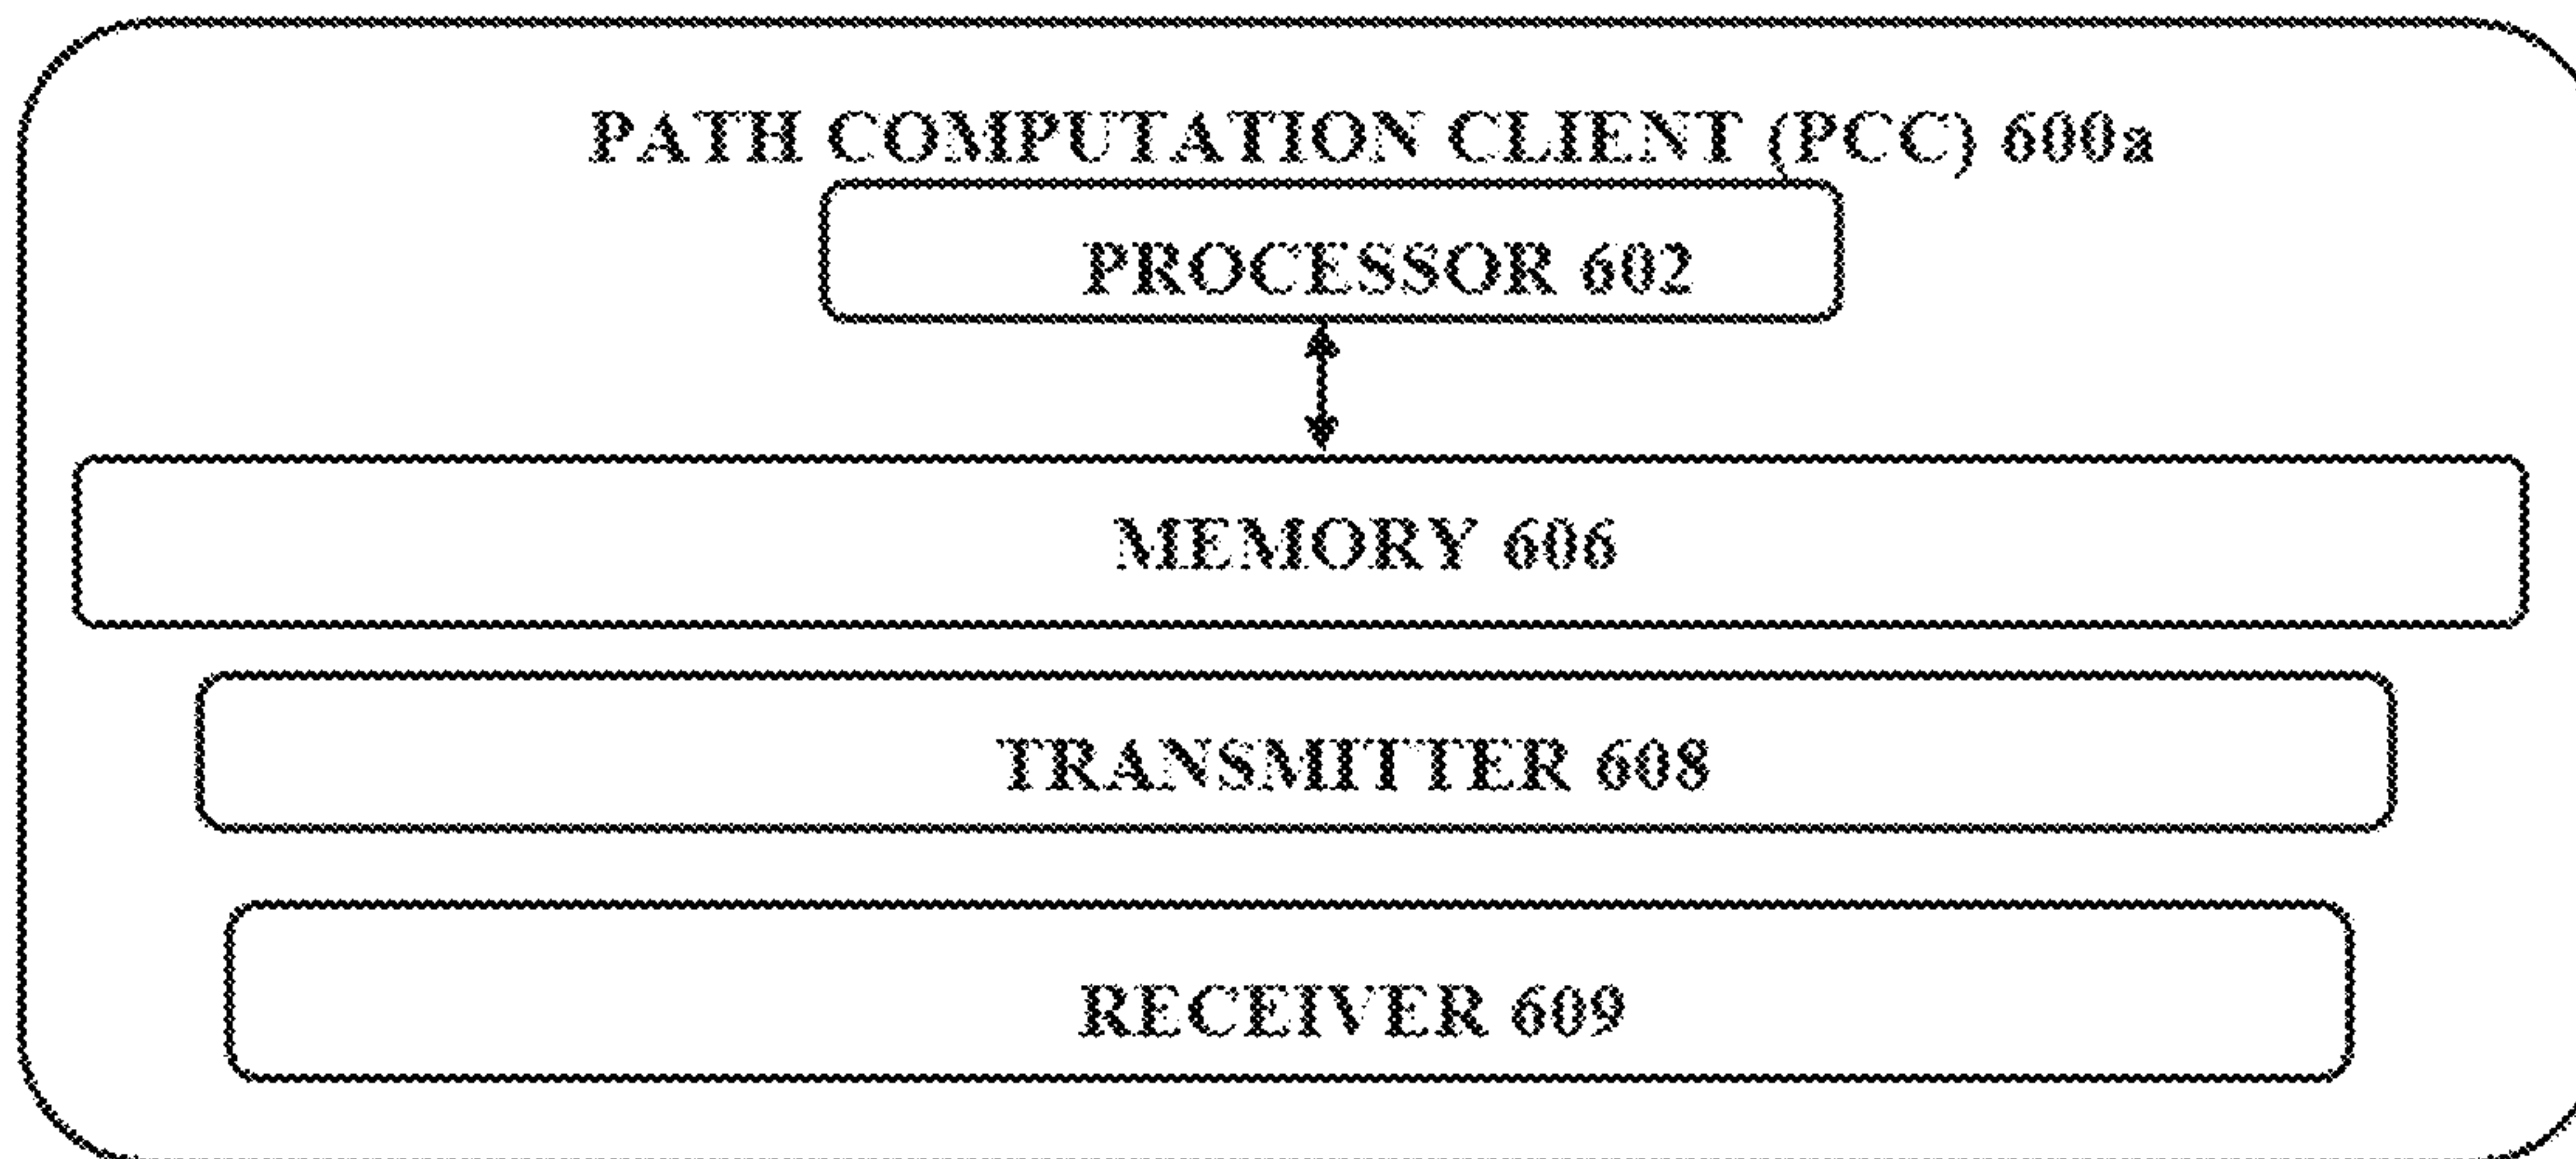 PATH COMPUTATION CLIENT (PCC) 600a
PROCESSOR 602
MEMORY 606
TRANSMITTER 608
RECEIVER 609